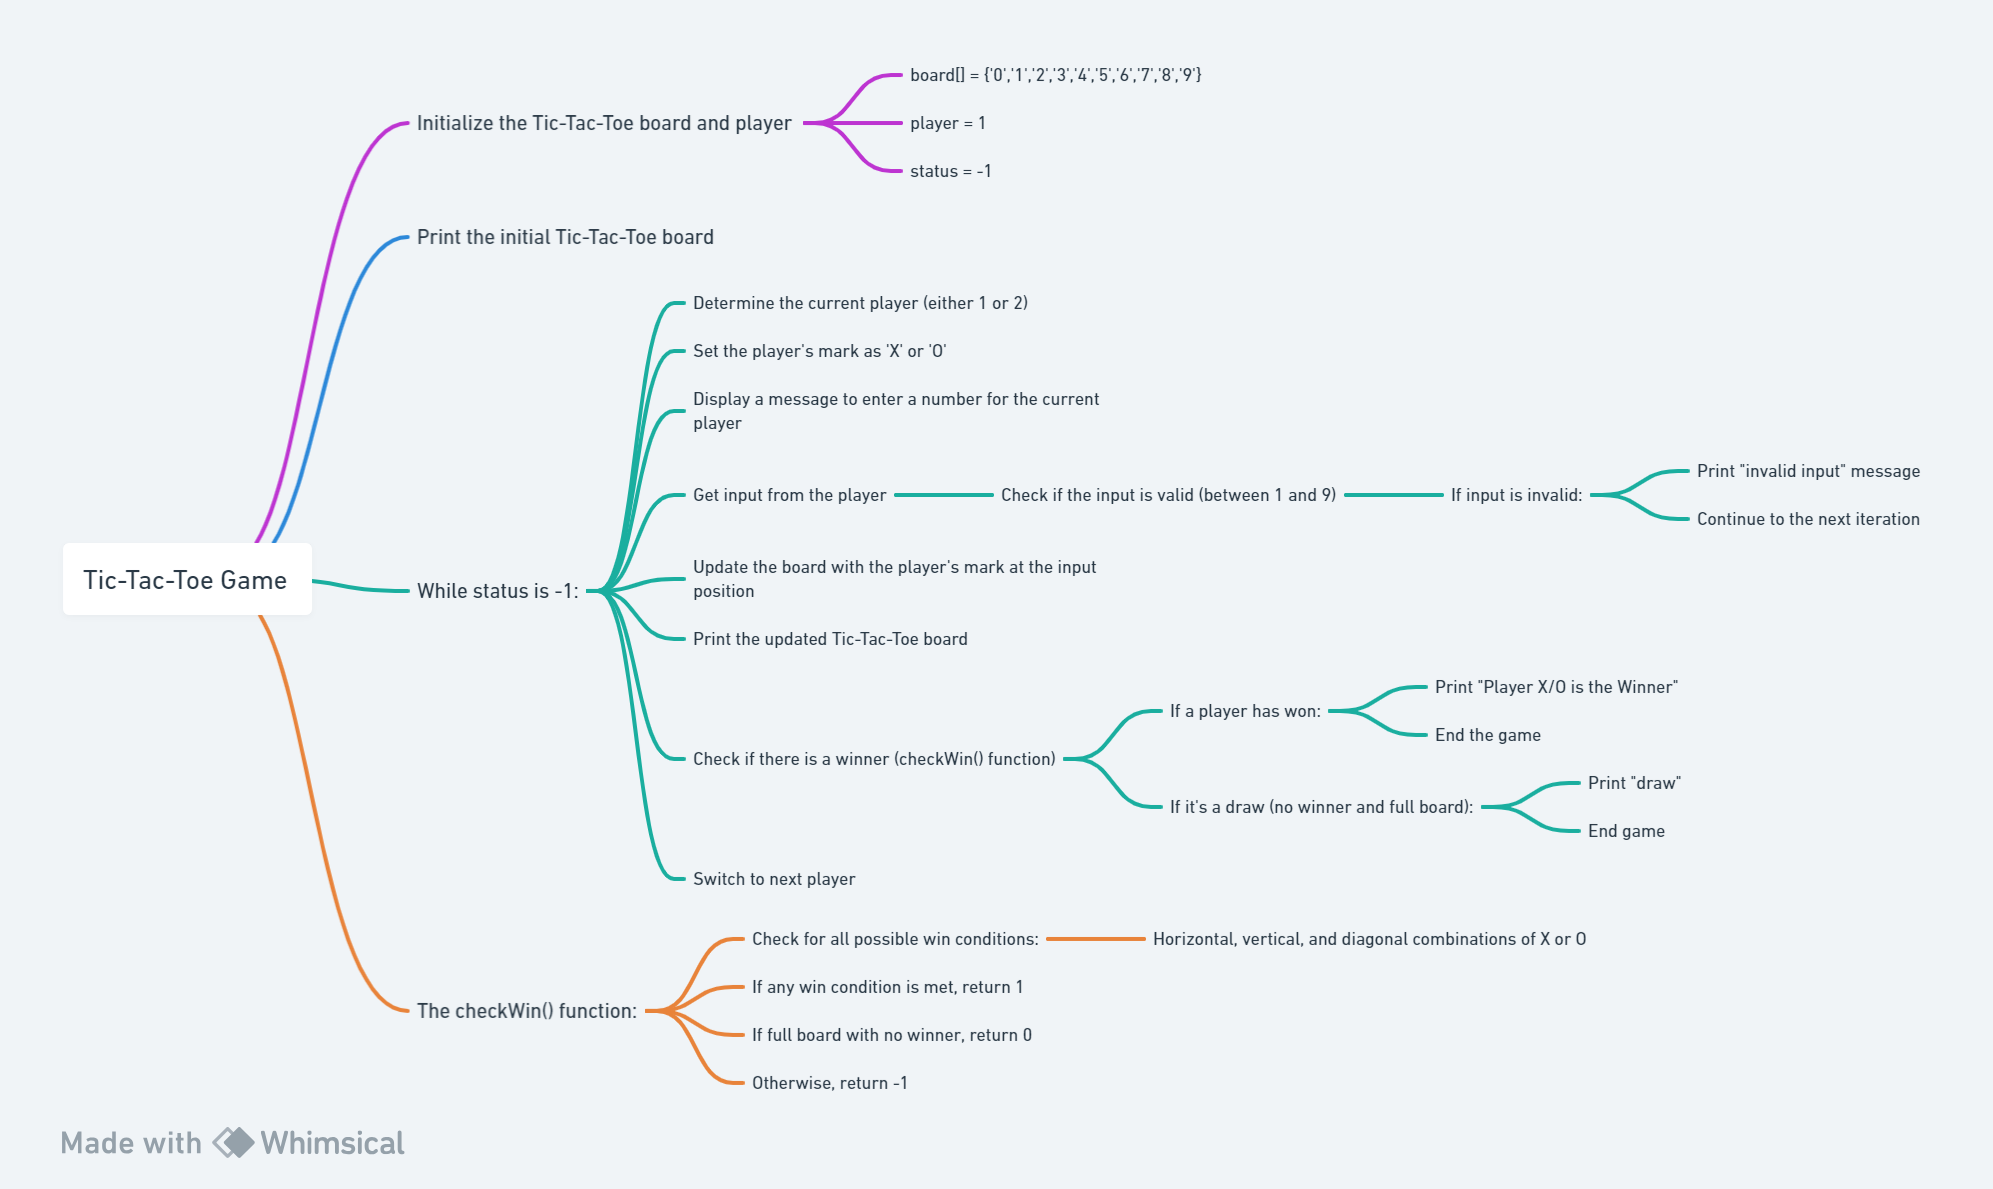 Tic-Tac-Toe Game
Initialize the Tic-Tac-Toe board and player
board[] = {'0','1','2','3','4','5','6','7','8','9'}
player = 1
status = -1
Print the initial Tic-Tac-Toe board
While status is -1:
Determine the current player (either 1 or 2)
Set the player's mark as 'X' or 'O'
Display a message to enter a number for the current
player
Get input from the player
Check if the input is valid (between 1 and 9)
If input is invalid:
Print "invalid input" message
Continue to the next iteration
Update the board with the player's mark at the input
position
Print the updated Tic-Tac-Toe board
Check if there is a winner (checkWin() function)
If a player has won:
Print "Player X/O is the Winner"
End the game
If it's a draw (no winner and full board):
Print "draw"
End game
Switch to next player
The checkWin() function:
Check for all possible win conditions:
Horizontal, vertical, and diagonal combinations of X or O
If any win condition is met, return 1
If full board with no winner, return 0
Otherwise, return -1
Made with Whimsical